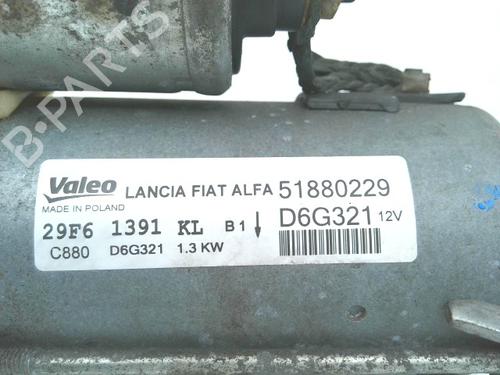 B-PARTS
Valeo LANCIA FIAT ALFA 51880229
MADE IN POLAND D6G321 12V
29F6 1391 KL B1
C880 D6G321 1.3 KW